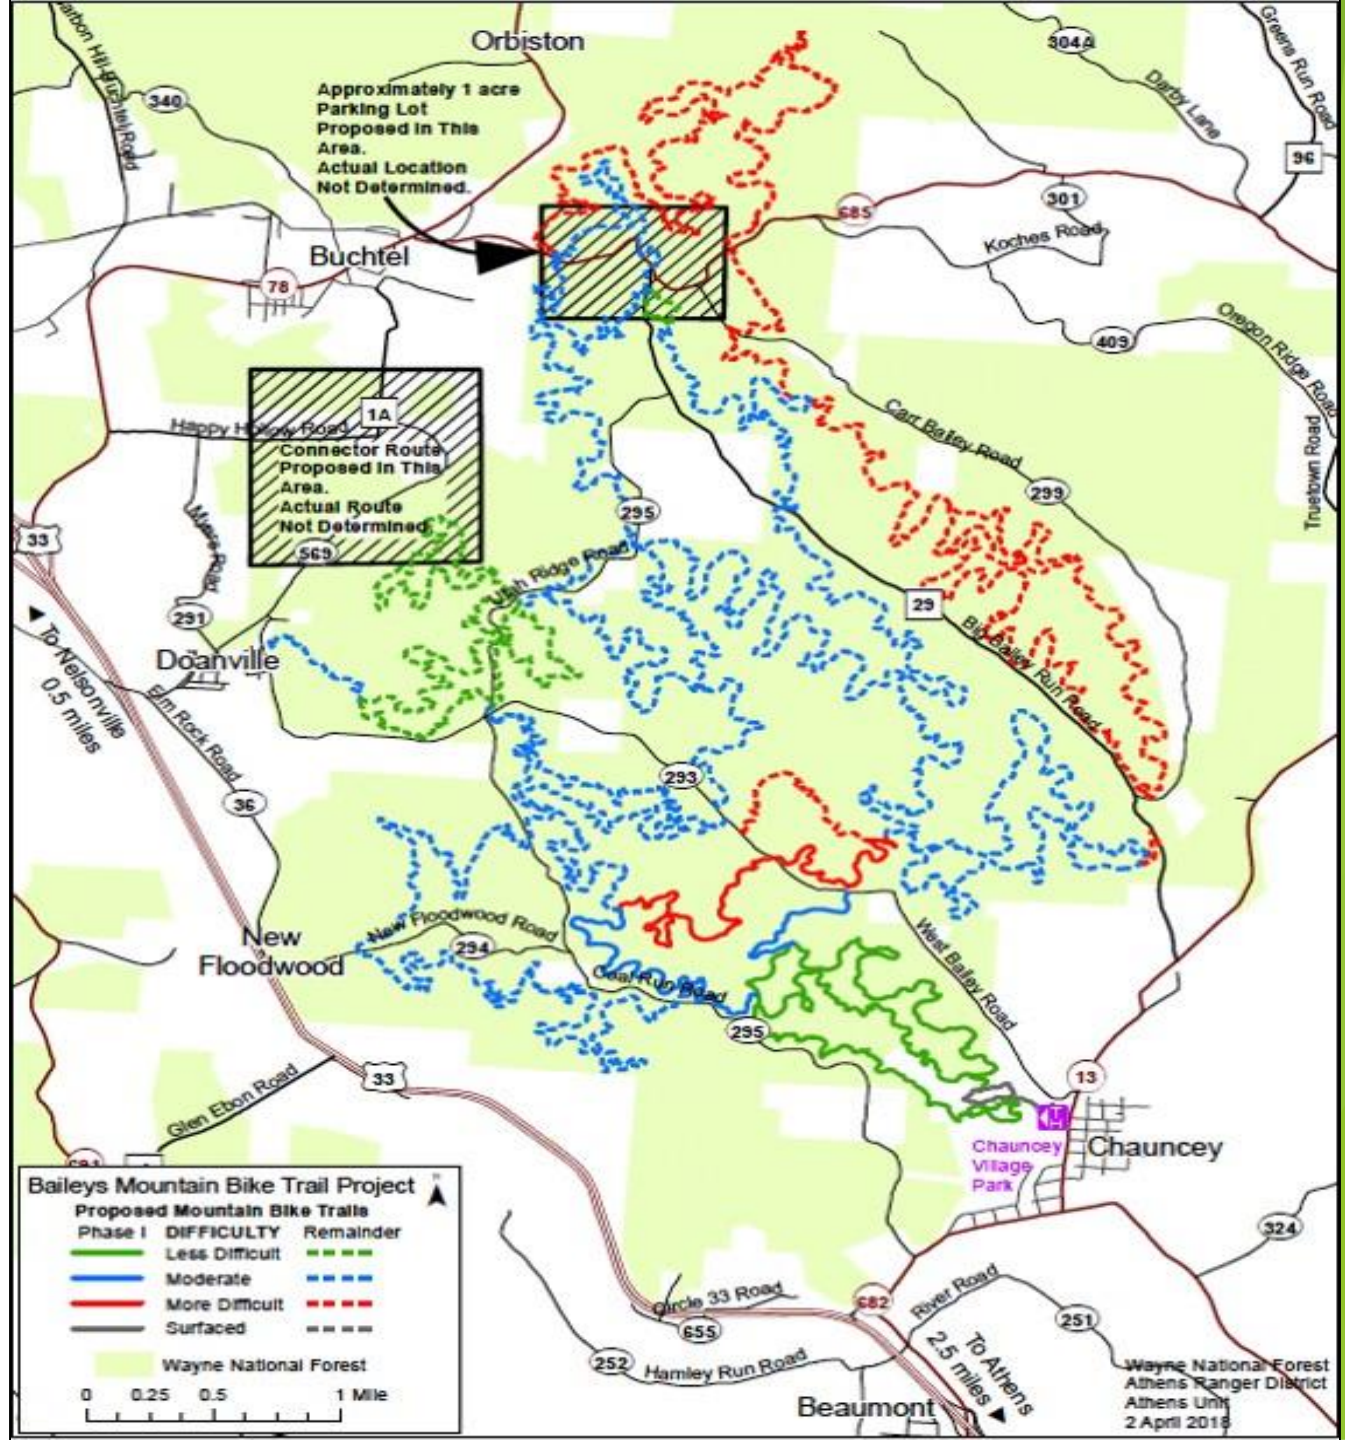 Orbiston
304A
Greens Run Road
Darby Lane
340
Approximately 1 acre
Parking Lot
Proposed In This
Area.
Actual Location
Not Determined.
96
301
685
Koches Road
Buchtel
78
409
Oregon Ridge Road
Truetown Road
1A
Happy Hollow Road
Connector Route
Proposed In This
Area.
Actual Route
Not Determined.
569
Carr Bailey Road
299
295
33
Utah Ridge Road
29
Big Bailey Run Road
291
Doanville
To Nelsonville
0.5 miles
Elm Rock Road
36
293
New
Floodwood
New Floodwood Road
294
Coal Run Road
295
West Bailey Road
33
Glen Ebon Road
13
Chauncey
Chauncey
Village
Park
324
Circle 33 Road
655
682
River Road
251
252
Hamley Run Road
To Athens
2.5 miles
Beaumont
Baileys Mountain Bike Trail Project
Proposed Mountain Bike Trails
Phase I DIFFICULTY Remainder
Less Difficult
Moderate
More Difficult
Surfaced
Wayne National Forest
0 0.25 0.5 1 Mile
Wayne National Forest
Athens Ranger District
Athens Unit
2 April 2018